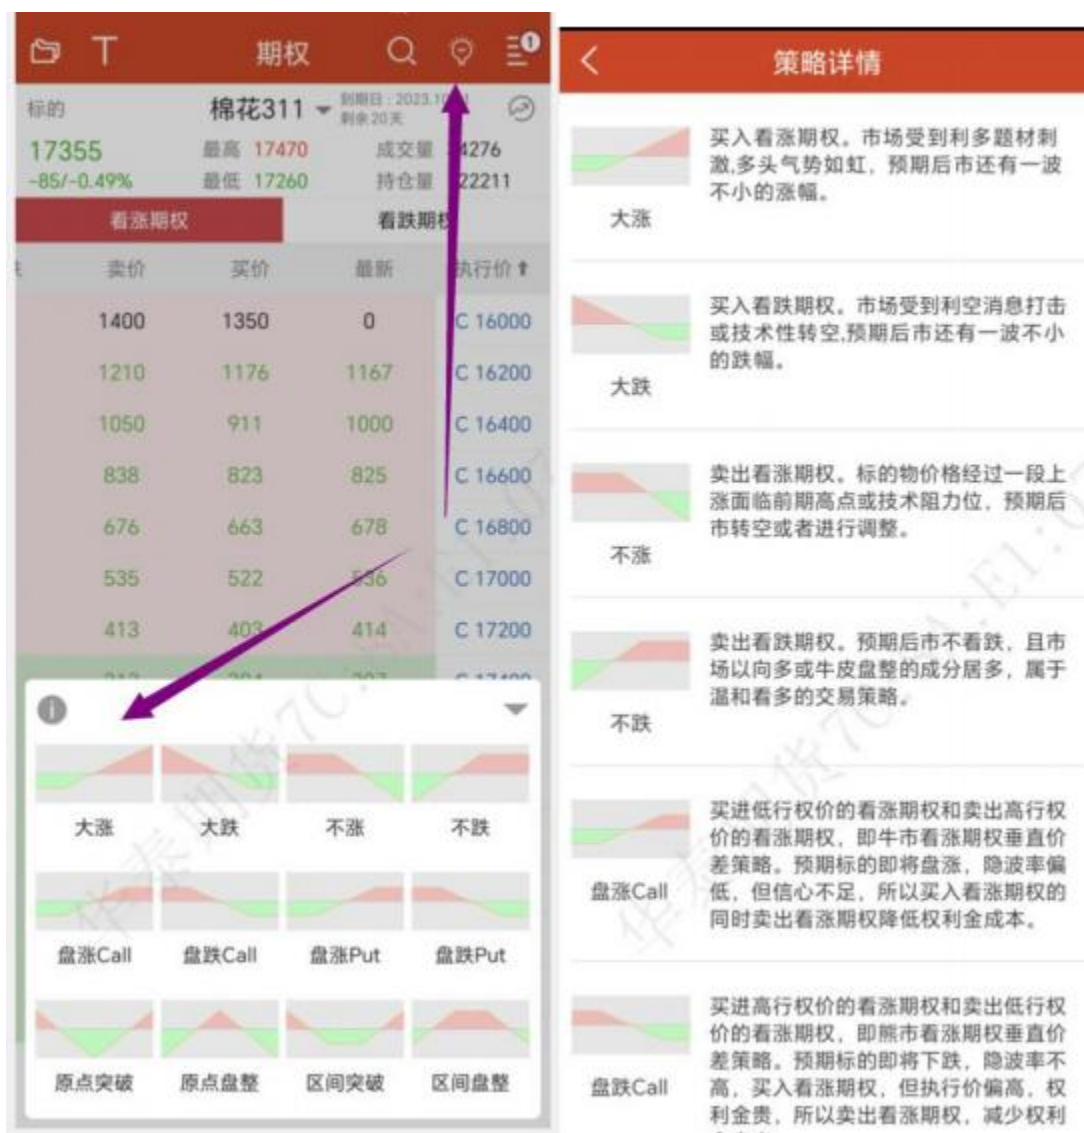 T
期权
1
标的
棉花311
到期日：2023.10
剩余20天
17355
最高 17470
成交量
4276
-85/-0.49%
最低 17260
持仓量
22211
看涨期权
看跌期权
卖价
买价
最新
执行价
1400
1350
0
C 16000
1210
1176
1167
C 16200
1050
911
1000
C 16400
838
823
825
C 16600
676
663
678
C 16800
535
522
536
C 17000
413
403
414
C 17200
大涨
大跌
不涨
不跌
盘涨Call
盘跌Call
盘涨Put
盘跌Put
原点突破
原点盘整
区间突破
区间盘整
策略详情
买入看涨期权。市场受到利多题材刺
激,多头气势如虹，预期后市还有一波
不小的涨幅。
大涨
买入看跌期权。市场受到利空消息打击
或技术性转空,预期后市还有一波不小
的跌幅。
大跌
卖出看涨期权。标的物价格经过一段上
涨面临前期高点或技术阻力位，预期后
市转空或者进行调整。
不涨
卖出看跌期权。预期后市不看跌，且市
场以向多或牛皮盘整的成分居多，属于
温和看多的交易策略。
不跌
买进低行权价的看涨期权和卖出高行权
价的看涨期权，即牛市看涨期权垂直价
差策略。预期标的即将盘涨，隐波率偏
低，但信心不足，所以买入看涨期权的
同时卖出看涨期权降低权利金成本。
盘涨Call
买进高行权价的看涨期权和卖出低行权
价的看涨期权，即熊市看涨期权垂直价
差策略。预期标的即将下跌，隐波率不
高，买入看涨期权，但执行价偏高，权
利金贵，所以卖出看涨期权，减少权利
盘跌Call